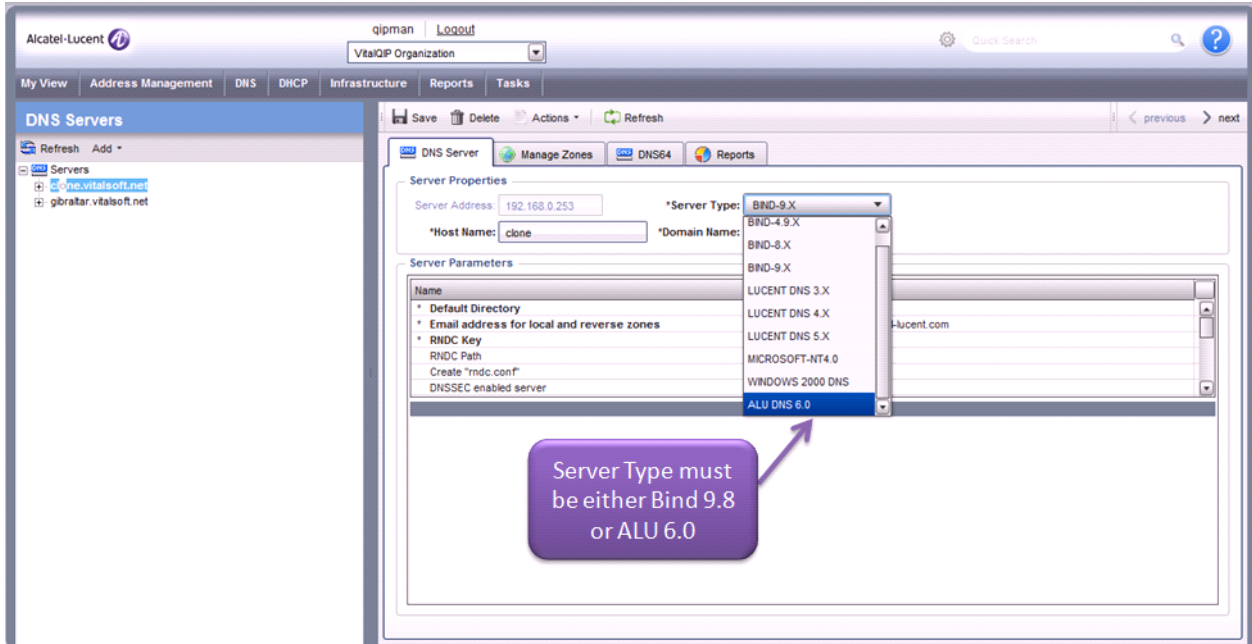 Alcatel-Lucent
qipman Logout
VitalQIP Organization
Quick Search
?
My View Address Management DNS DHCP Infrastructure Reports Tasks
DNS Servers
Save Delete Actions Refresh previous next
Refresh Add
DNS Servers
clone.vitalsoft.net
gibraltar.vitalsoft.net
DNS DNS Server Manage Zones DNS DNS64 Reports
Server Properties
Server Address: 192.168.0.253 *Server Type: BIND-9.X
*Host Name: clone *Domain Name:
BIND-4.9.X
BIND-8.X
BIND-9.X
LUCENT DNS 3.X
LUCENT DNS 4.X
LUCENT DNS 5.X
MICROSOFT-NT4.0
WINDOWS 2000 DNS
ALU DNS 6.0
Server Parameters
Name
* Default Directory
* Email address for local and reverse zones l-lucent.com
* RNDC Key
RNDC Path
Create "rndc.conf"
DNSSEC enabled server
Server Type must
be either Bind 9.8
or ALU 6.0